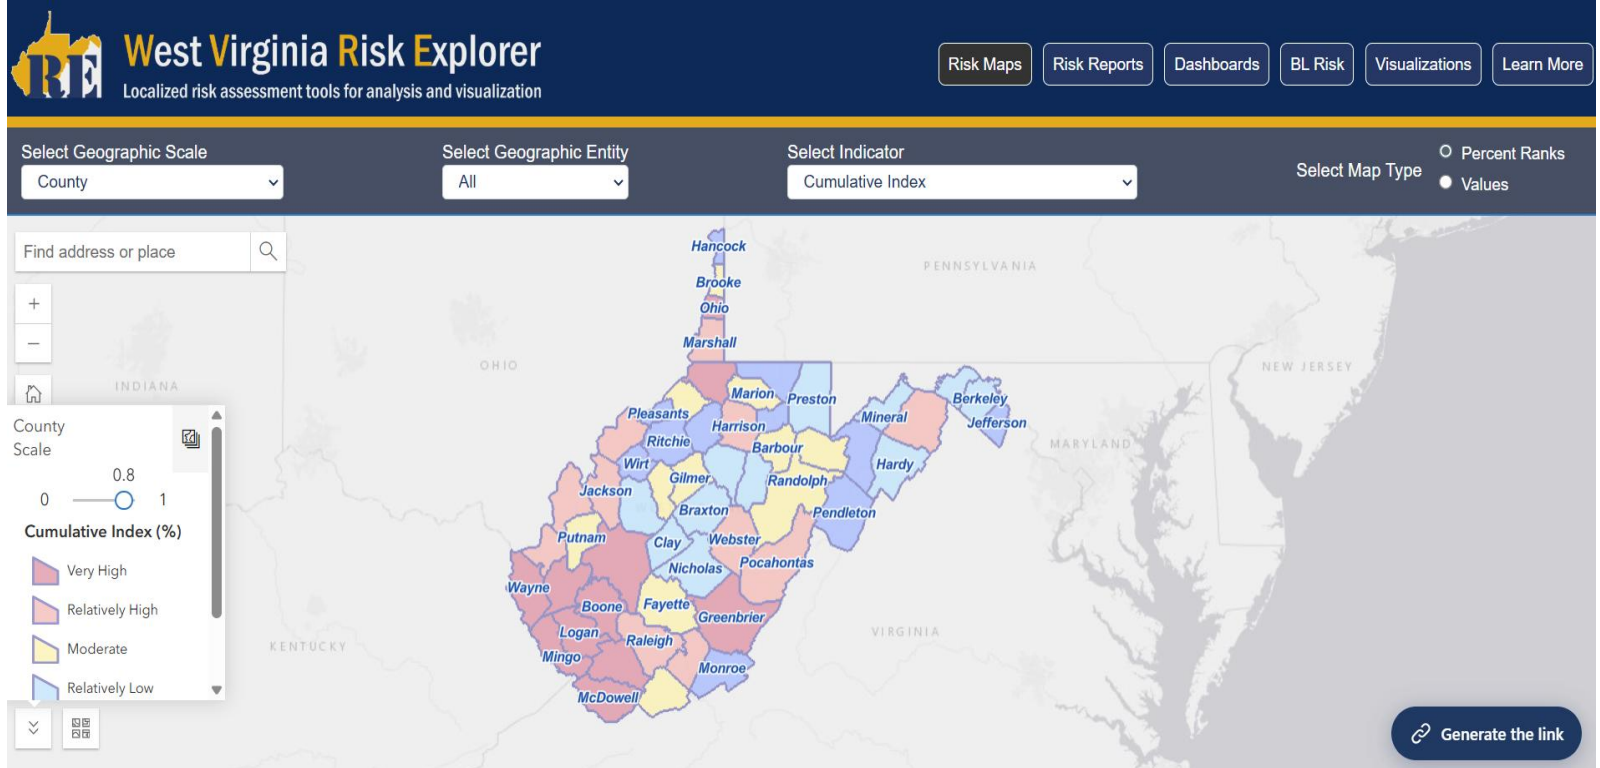 RE
West Virginia Risk Explorer
Localized risk assessment tools for analysis and visualization
Risk Maps
Risk Reports
Dashboards
BL Risk
Visualizations
Learn More
Select Geographic Scale
County
Select Geographic Entity
All
Select Indicator
Cumulative Index
Select Map Type
Percent Ranks
Values
Find address or place
+
−
County
Scale
0.8
0
1
Cumulative Index (%)
Very High
Relatively High
Moderate
Relatively Low
INDIANA
OHIO
KENTUCKY
PENNSYLVANIA
NEW JERSEY
MARYLAND
VIRGINIA
Hancock
Brooke
Ohio
Marshall
Marion
Preston
Mineral
Berkeley
Jefferson
Pleasants
Harrison
Ritchie
Barbour
Wirt
Hardy
Gilmer
Randolph
Jackson
Braxton
Pendleton
Putnam
Clay
Webster
Pocahontas
Nicholas
Wayne
Boone
Fayette
Greenbrier
Logan
Raleigh
Mingo
Monroe
McDowell
Generate the link